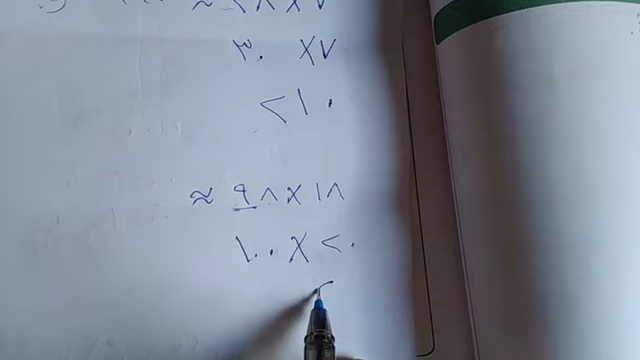 ≈ ٢٨ × ٧
٣٠ × ٧
٢١٠
≈ ٩٨ × ١٨
١٠٠ × ٢٠